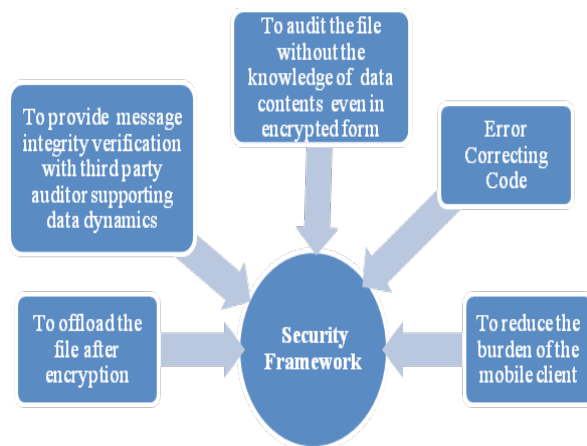 To audit the file
without the
knowledge of data
contents even in
encrypted form
To provide message
integrity verification
with third party
auditor supporting
data dynamics
Error
Correcting
Code
To offload the
file after
encryption
Security
Framework
To reduce the
burden of the
mobile client